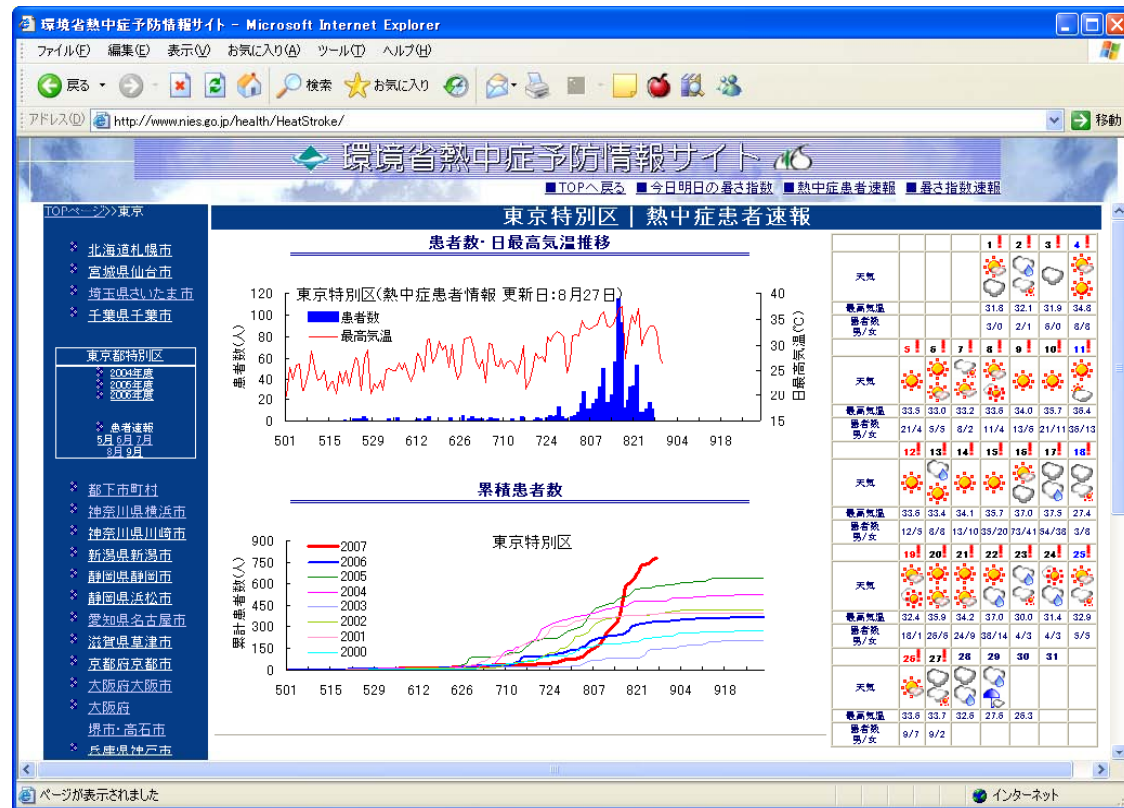 環境省熱中症予防情報サイト - Microsoft Internet Explorer
ファイル(F) 編集(E) 表示(V) お気に入り(A) ツール(T) ヘルプ(H)
戻る 検索 お気に入り
アドレス(D) http://www.nies.go.jp/health/HeatStroke/ 移動
環境省熱中症予防情報サイト
■TOPへ戻る ■今日明日の暑さ指数 ■熱中症患者速報 ■暑さ指数速報
TOPページ>>東京
北海道札幌市
宮城県仙台市
埼玉県さいたま市
千葉県千葉市
東京都特別区
2004年度
2005年度
2006年度
患者速報
5月 6月 7月
8月 9月
都下市町村
神奈川県横浜市
神奈川県川崎市
新潟県新潟市
静岡県静岡市
静岡県浜松市
愛知県名古屋市
滋賀県草津市
京都府京都市
大阪府大阪市
大阪府
堺市・高石市
兵庫県神戸市
東京特別区 | 熱中症患者速報
患者数・日最高気温推移
東京特別区(熱中症患者情報 更新日:8月27日)
患者数
最高気温
患者数(人)
120
100
80
60
40
20
0
日最高気温(℃)
40
35
30
25
20
15
501 515 529 612 626 710 724 807 821 904 918
累積患者数
東京特別区
累計患者数(人)
900
750
600
450
300
150
0
2007
2006
2005
2004
2003
2002
2001
2000
501 515 529 612 626 710 724 807 821 904 918
1! 2! 3! 4!
天気
最高気温 31.8 32.1 31.9 34.8
患者数 男/女 3/0 2/1 6/0 8/8
5! 6! 7! 8! 9! 10! 11!
天気
最高気温 33.9 33.0 33.2 33.6 34.0 35.7 36.4
患者数 男/女 21/4 5/5 8/2 11/4 13/6 21/11 36/13
12! 13! 14! 15! 16! 17! 18!
天気
最高気温 33.6 33.4 34.1 35.7 37.0 37.5 27.4
患者数 男/女 12/5 8/8 13/10 35/20 73/41 54/38 3/6
19! 20! 21! 22! 23! 24! 25!
天気
最高気温 32.4 35.9 34.2 37.0 30.0 31.4 32.9
患者数 男/女 18/1 26/6 24/9 38/14 4/3 4/3 5/5
26! 27! 28 29 30 31
天気
最高気温 33.6 33.7 32.6 27.6 26.3
患者数 男/女 9/7 9/2
ページが表示されました インターネット